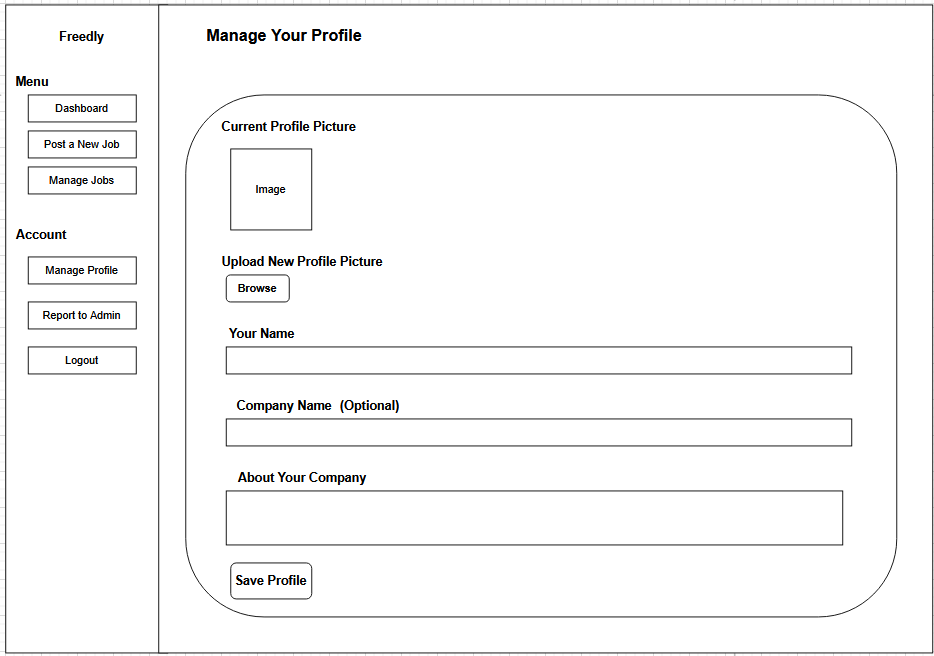 Freedly
Menu
Dashboard
Post a New Job
Manage Jobs
Account
Manage Profile
Report to Admin
Logout
Manage Your Profile
Current Profile Picture
Image
Upload New Profile Picture
Browse
Your Name
Company Name (Optional)
About Your Company
Save Profile